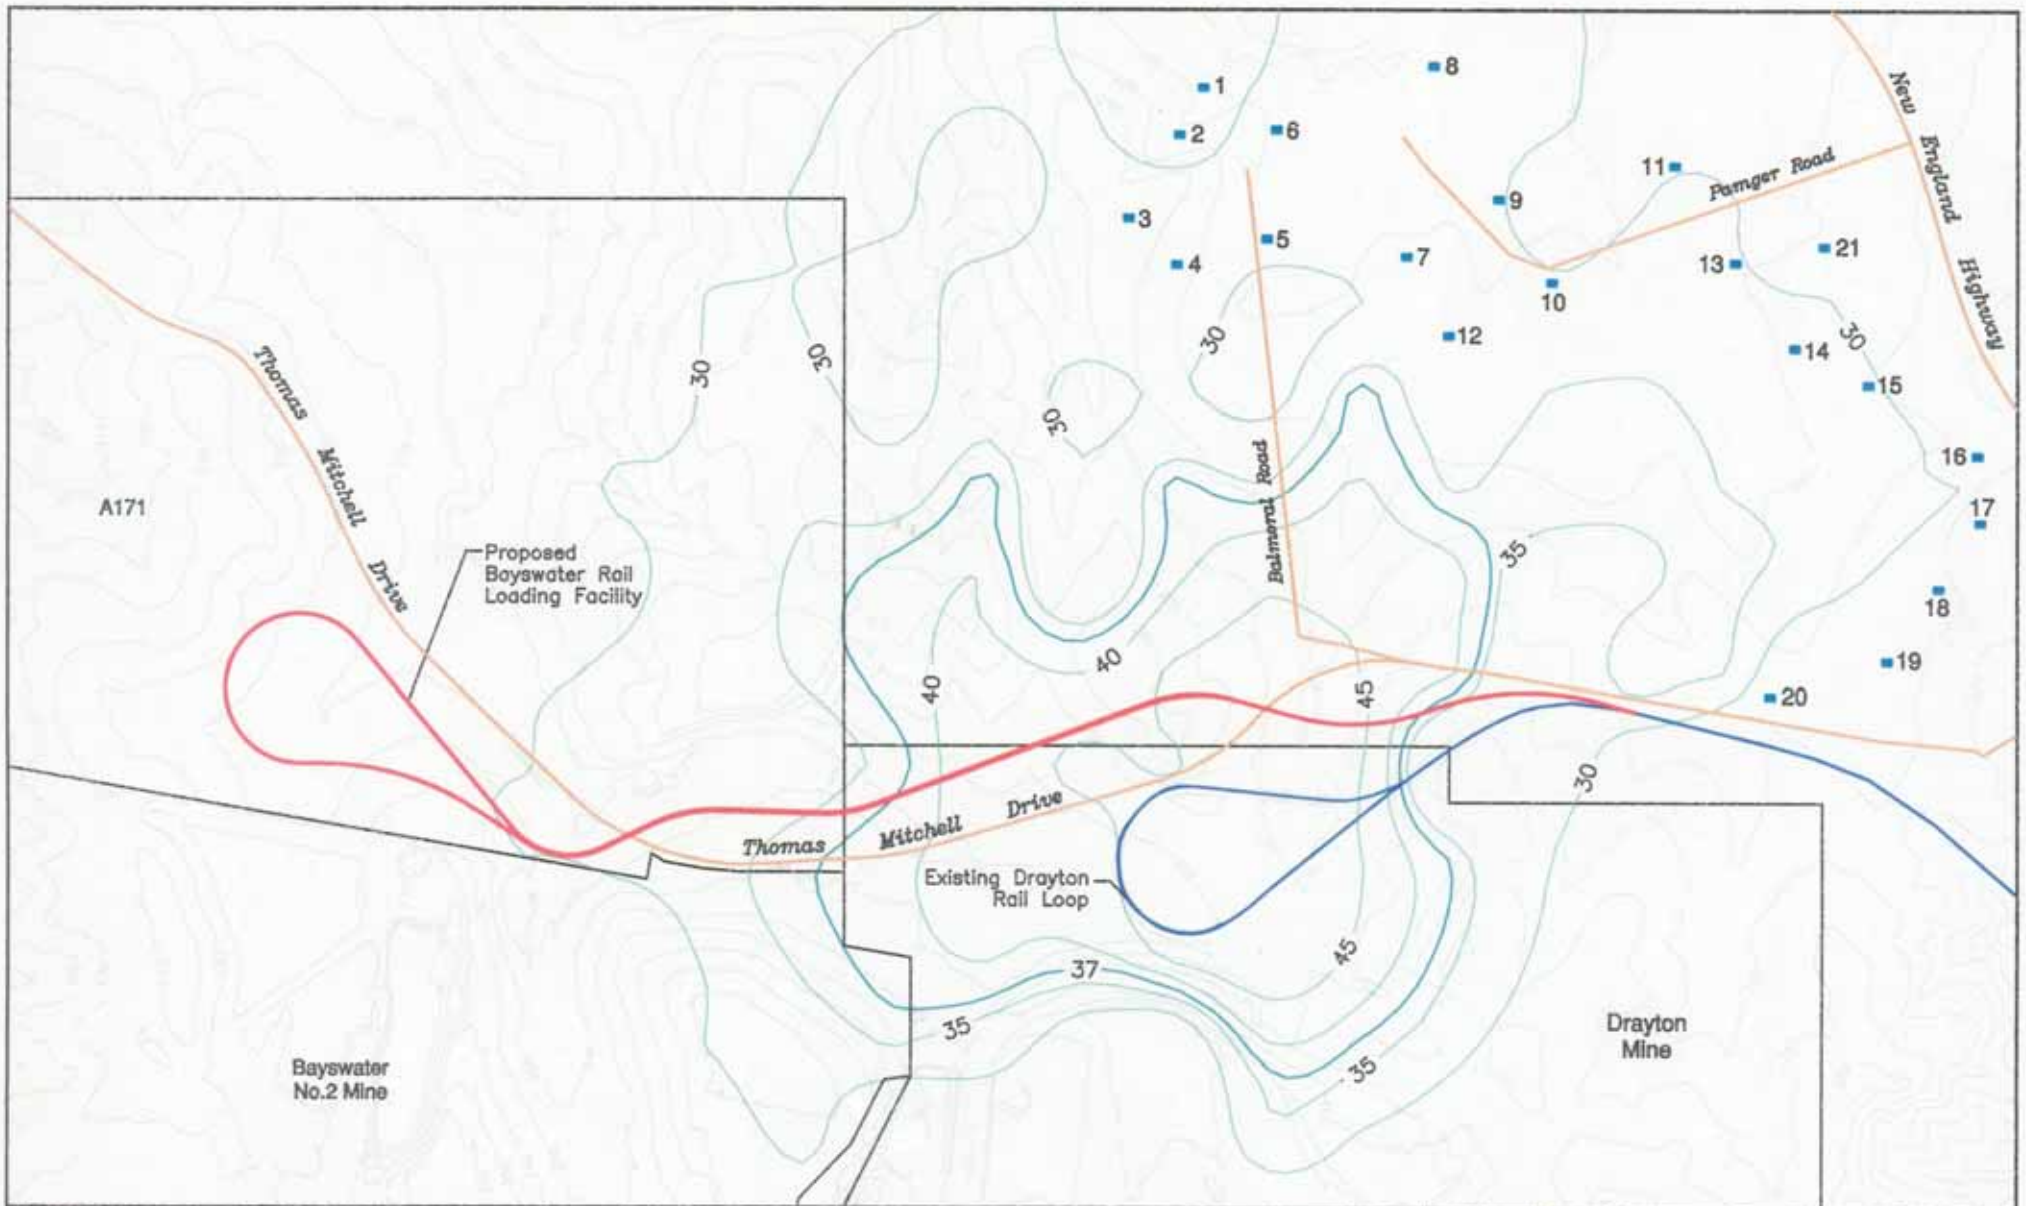 8
1
2
6
New
England
Highway
11
Pamger Road
9
3
5
4
7
13
21
10
12
30
30
30
30
14
15
30
Thomas
Mitchell
Drive
16
Balmoral Road
17
A171
Proposed
Bayswater Rail
Loading Facility
35
18
40
40
45
19
20
30
Thomas
Mitchell
Drive
Existing Drayton
Rail Loop
45
37
35
35
Drayton
Mine
Bayswater
No.2 Mine